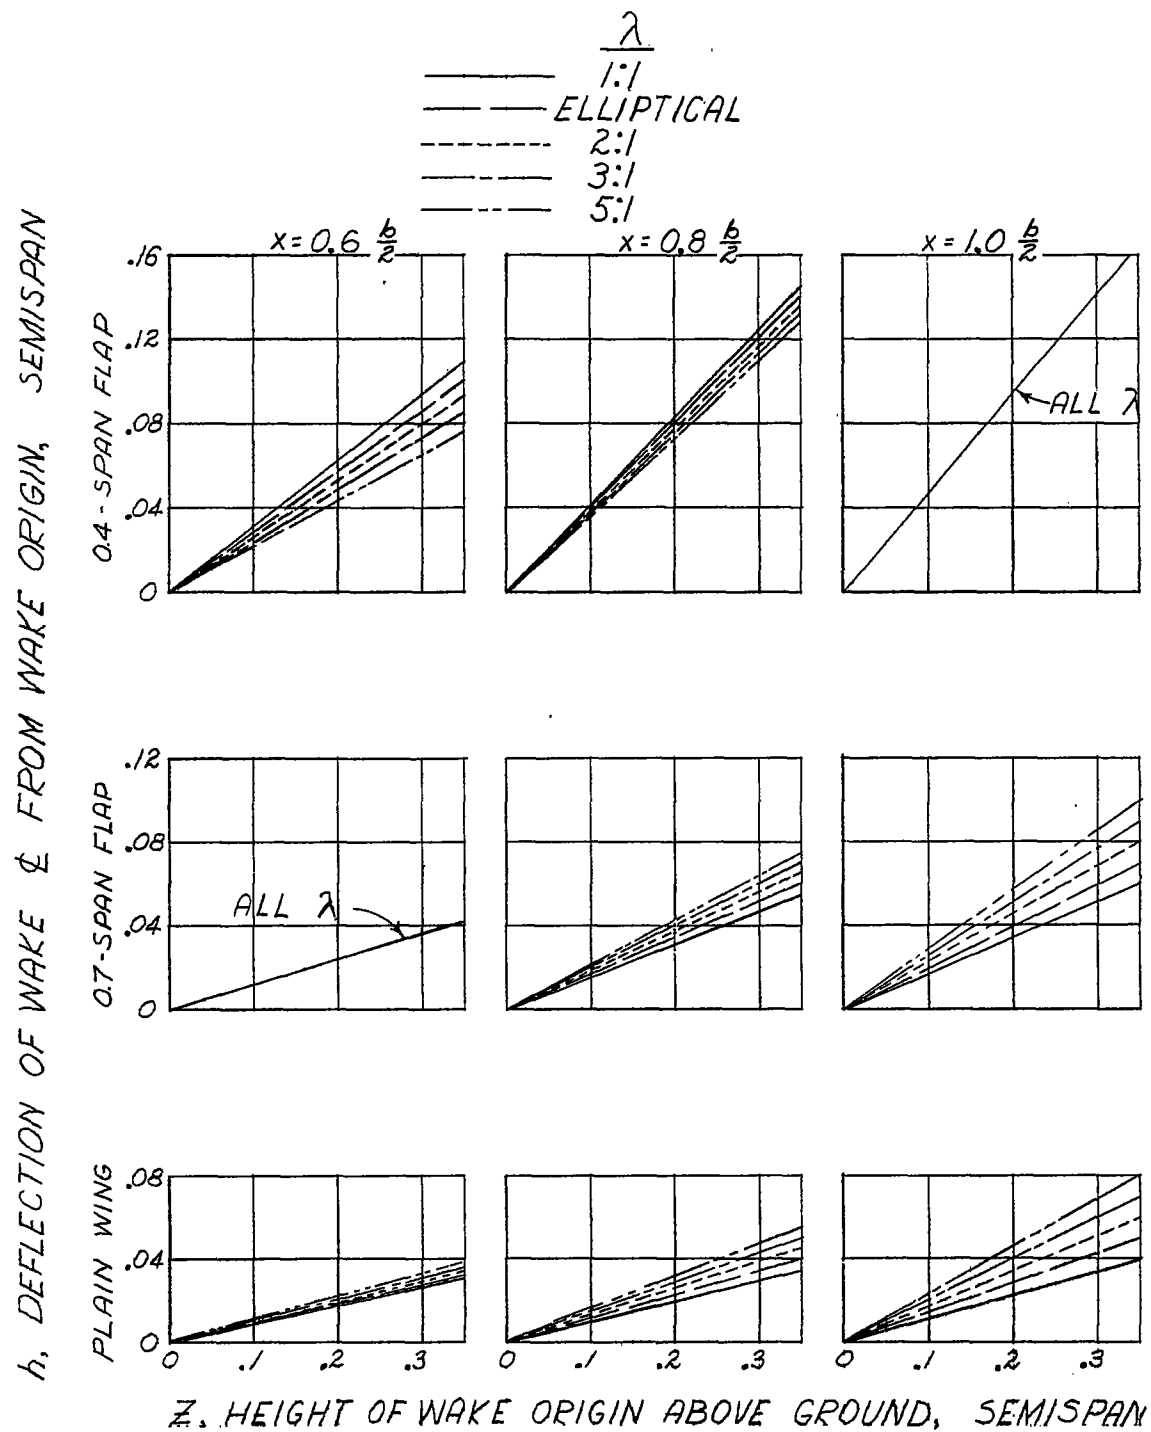 λ
1:1
ELLIPTICAL
2:1
3:1
5:1
h, DEFLECTION OF WAKE ℄ FROM WAKE ORIGIN, SEMISPAN
x = 0.6 b/2
x = 0.8 b/2
x = 1.0 b/2
0.4-SPAN FLAP
.16
.12
.08
.04
0
ALL λ
0.7-SPAN FLAP
.12
.08
.04
0
ALL λ
PLAIN WING
.08
.04
0
0 .1 .2 .3
0 .1 .2 .3
0 .1 .2 .3
Z. HEIGHT OF WAKE ORIGIN ABOVE GROUND, SEMISPAN